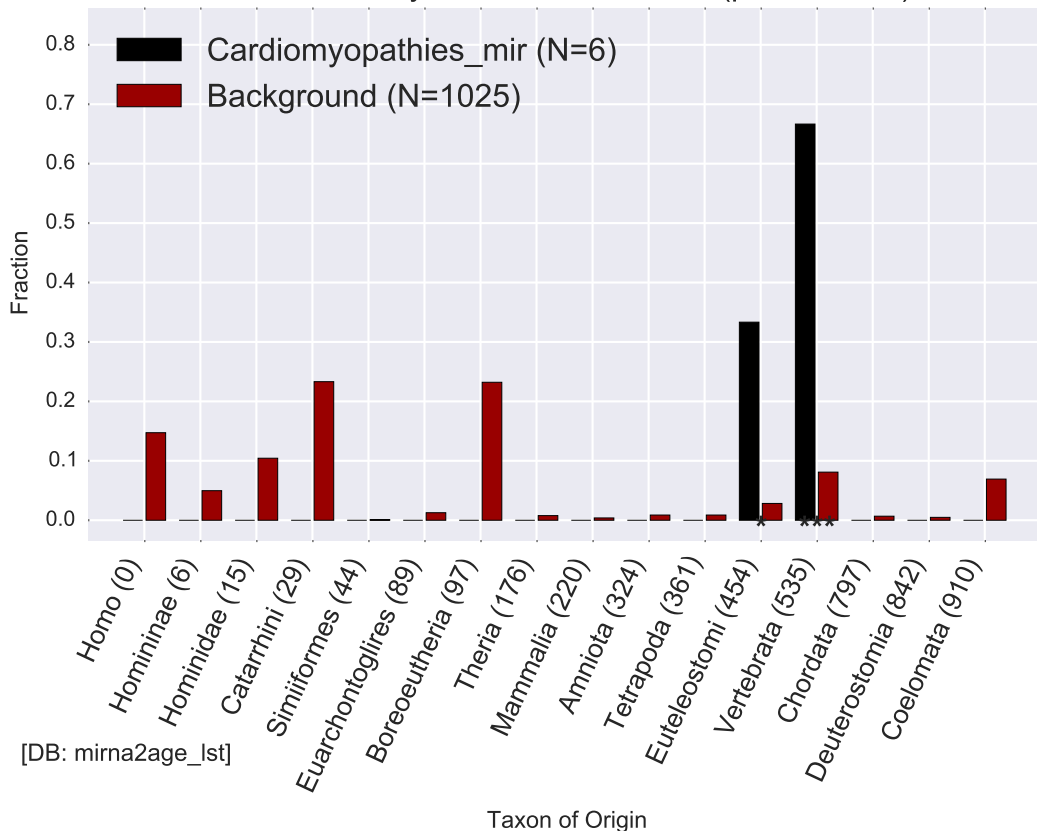 Cardiomyopathies_mir (N=6)
Background (N=1025)
Fraction
0.8
0.7
0.6
0.5
0.4
0.3
0.2
0.1
0.0
*
***
Homo (0)
Homininae (6)
Hominidae (15)
Catarrhini (29)
Simiiformes (44)
Euarchontoglires (89)
Boreoeutheria (97)
Theria (176)
Mammalia (220)
Amniota (324)
Tetrapoda (361)
Euteleostomi (454)
Vertebrata (535)
Chordata (797)
Deuterostomia (842)
Coelomata (910)
[DB: mirna2age_lst]
Taxon of Origin